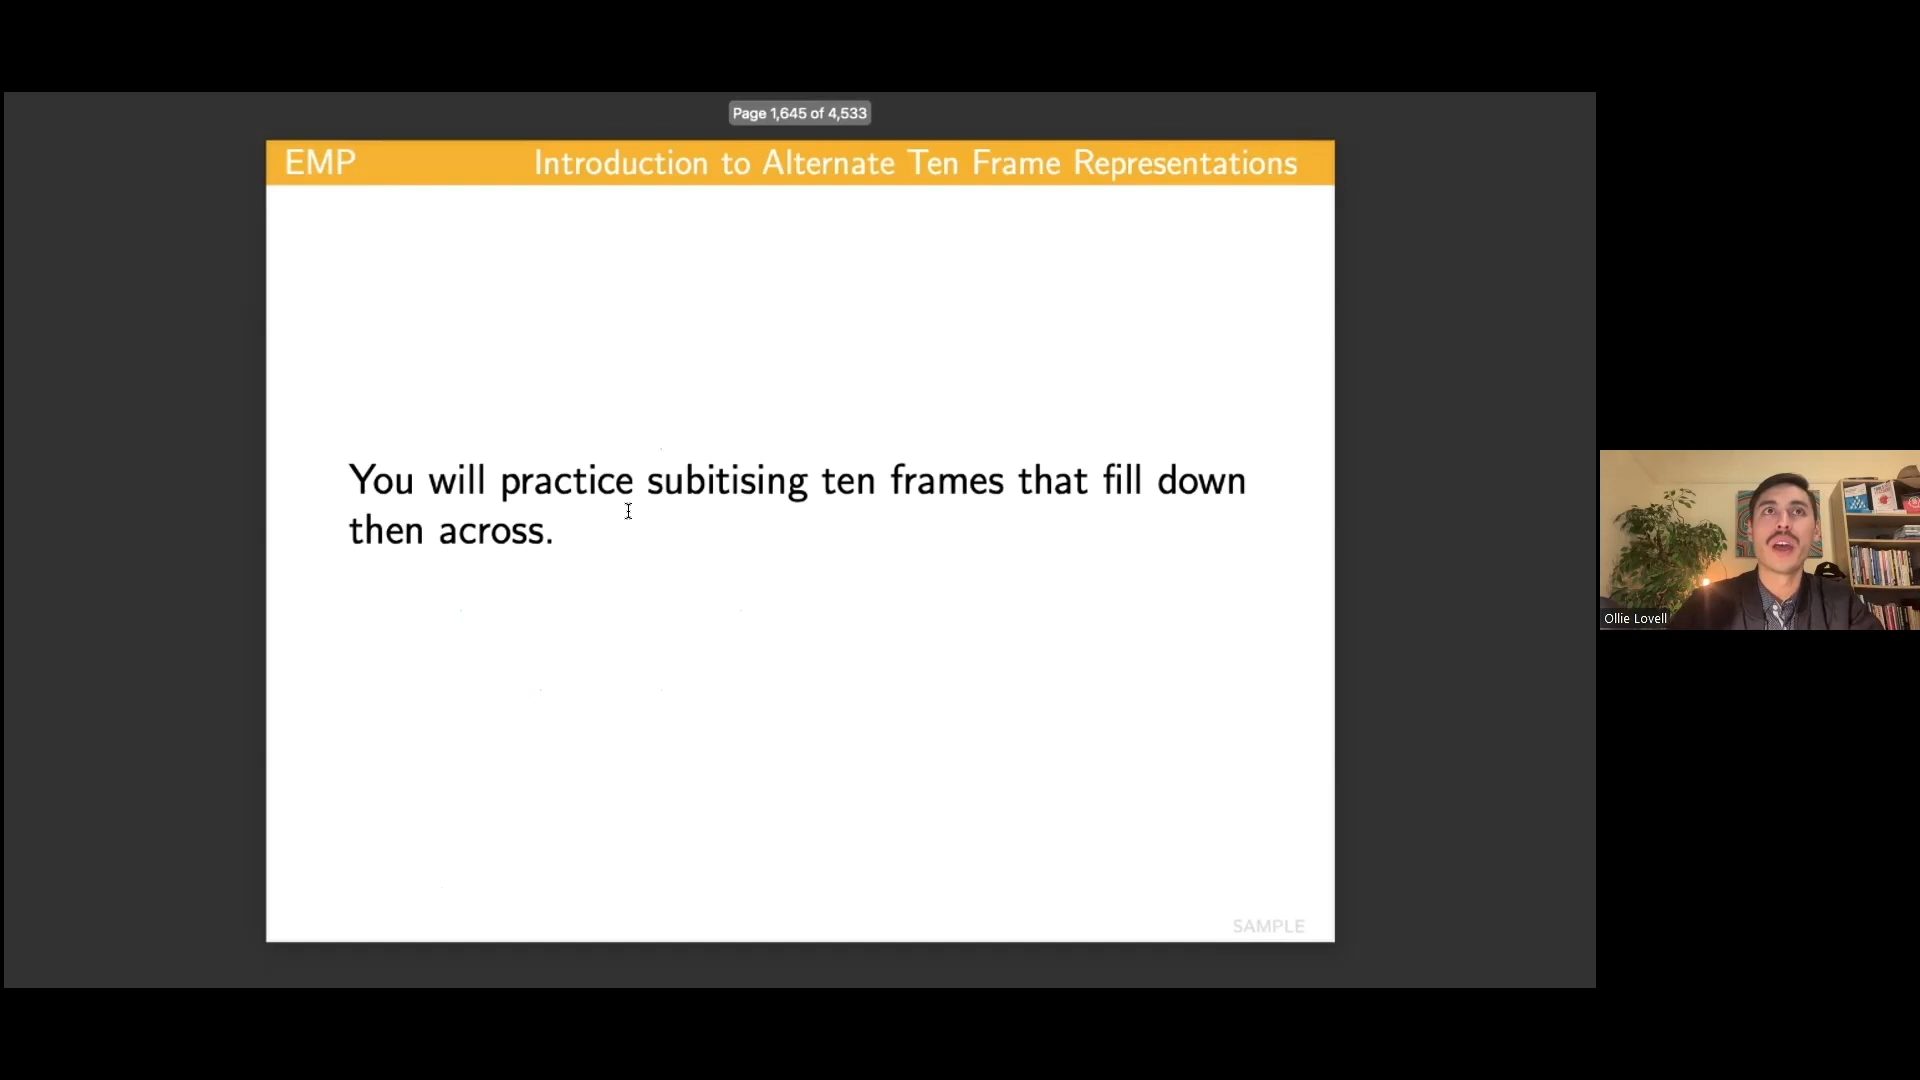 Page 1,645 of 4,533
EMP Introduction to Alternate Ten Frame Representations
You will practice subitising ten frames that fill down
then across.
SAMPLE
Ollie Lovell